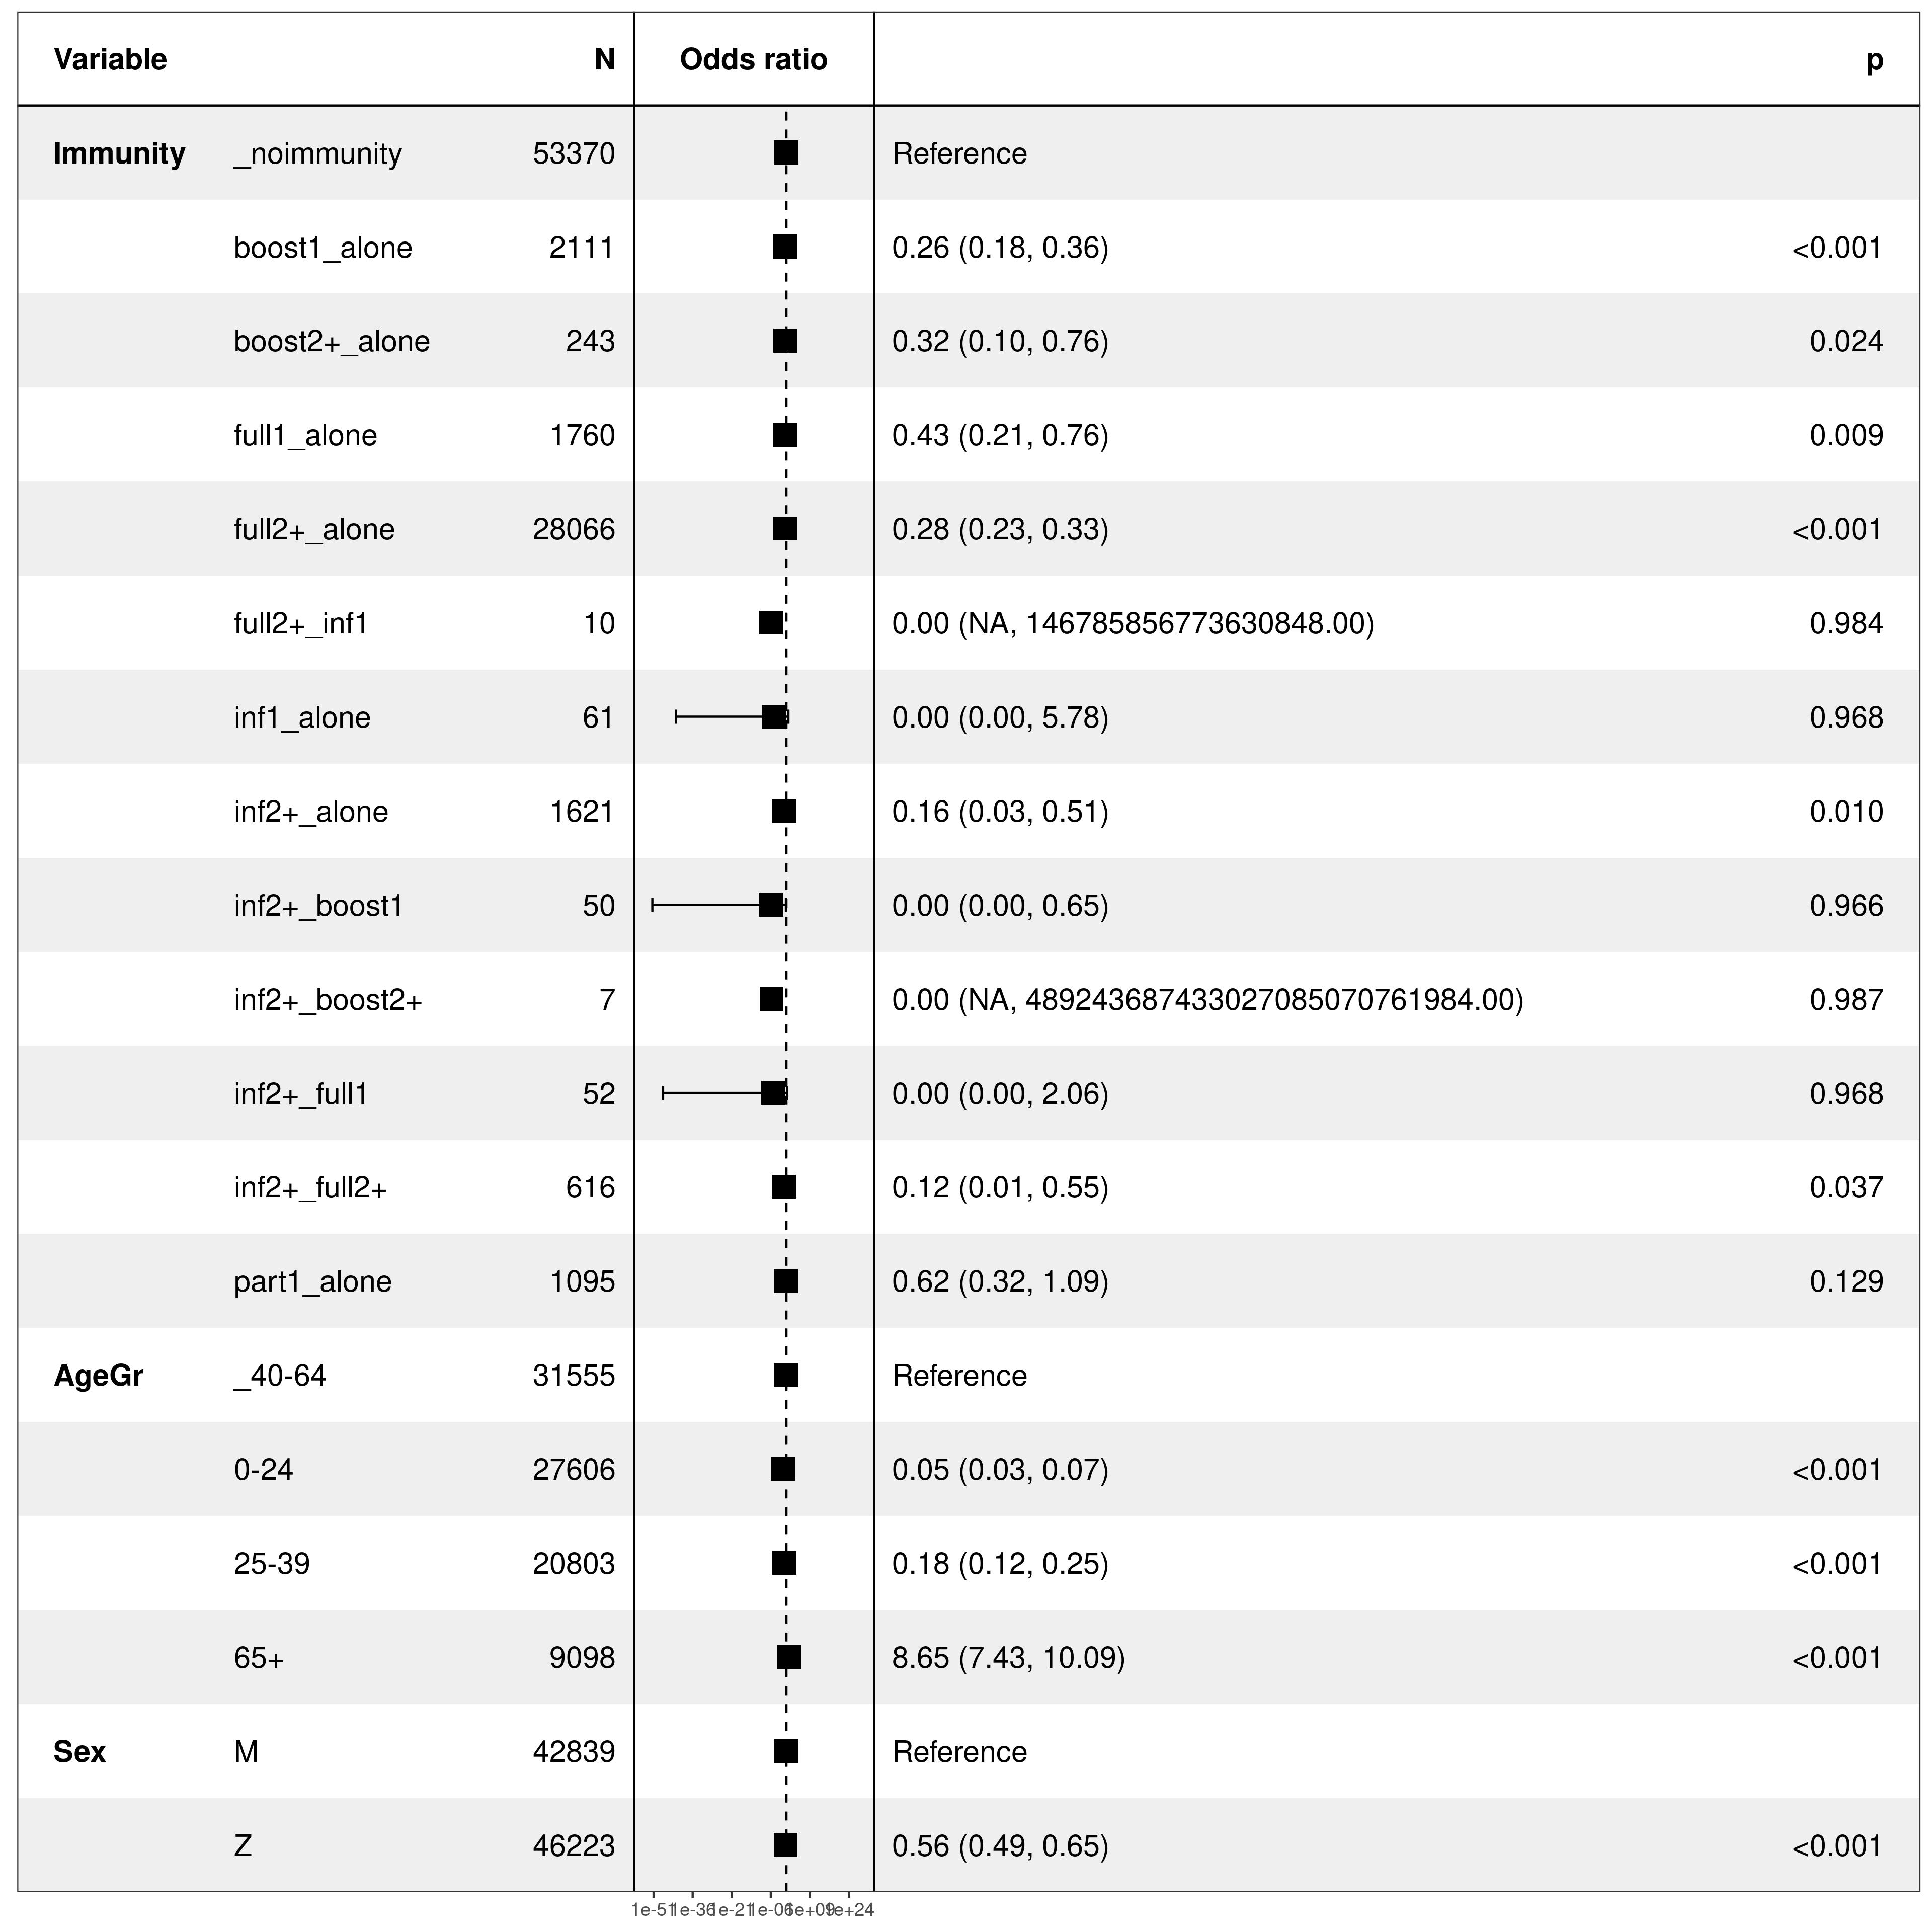 Variable N Odds ratio p
Immunity _noimmunity 53370 Reference
boost1_alone 2111 0.26 (0.18, 0.36) <0.001
boost2+_alone 243 0.32 (0.10, 0.76) 0.024
full1_alone 1760 0.43 (0.21, 0.76) 0.009
full2+_alone 28066 0.28 (0.23, 0.33) <0.001
full2+_inf1 10 0.00 (NA, 146785856773630848.00) 0.984
inf1_alone 61 0.00 (0.00, 5.78) 0.968
inf2+_alone 1621 0.16 (0.03, 0.51) 0.010
inf2+_boost1 50 0.00 (0.00, 0.65) 0.966
inf2+_boost2+ 7 0.00 (NA, 489243687433027085070761984.00) 0.987
inf2+_full1 52 0.00 (0.00, 2.06) 0.968
inf2+_full2+ 616 0.12 (0.01, 0.55) 0.037
part1_alone 1095 0.62 (0.32, 1.09) 0.129
AgeGr _40-64 31555 Reference
0-24 27606 0.05 (0.03, 0.07) <0.001
25-39 20803 0.18 (0.12, 0.25) <0.001
65+ 9098 8.65 (7.43, 10.09) <0.001
Sex M 42839 Reference
Z 46223 0.56 (0.49, 0.65) <0.001
1e-51 1e-36 1e-21 1e-06 1e+09 1e+24